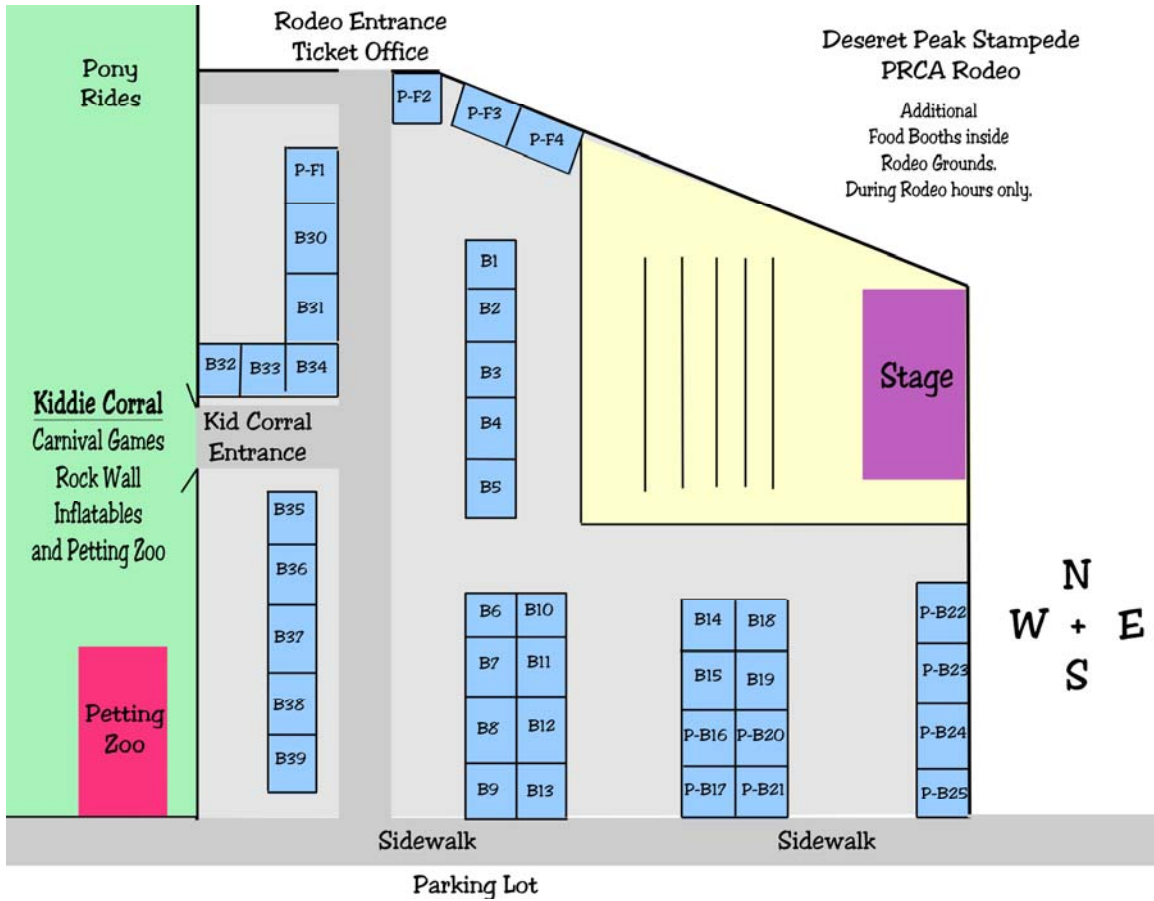 Rodeo Entrance
Ticket Office
Deseret Peak Stampede
PRCA Rodeo
Additional
Food Booths inside
Rodeo Grounds.
During Rodeo hours only.
Pony
Rides
P-F2
P-F3
P-F4
P-F1
B30
B31
B32
B33
B34
B1
B2
B3
B4
B5
Stage
Kiddie Corral
Carnival Games
Rock Wall
Inflatables
and Petting Zoo
Kid Corral
Entrance
B35
B36
B37
B38
B39
Petting
Zoo
B6
B10
B7
B11
B8
B12
B9
B13
B14
B18
B15
B19
P-B16
P-B20
P-B17
P-B21
P-B22
P-B23
P-B24
P-B25
N
W + E
S
Sidewalk
Sidewalk
Parking Lot